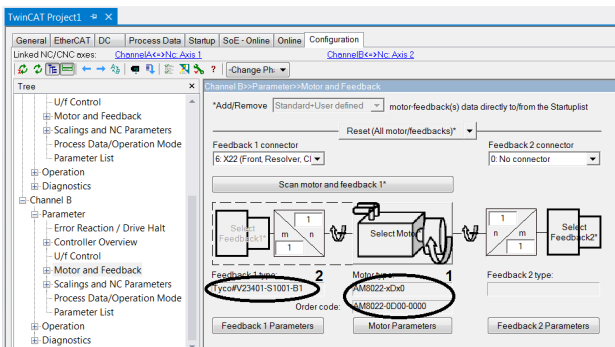 TwinCAT Project1
General EtherCAT DC Process Data Startup SoE - Online Online Configuration
Linked NC/CNC axes: ChannelA<=>Nc: Axis 1 ChannelB<=>Nc: Axis 2
? -Change Ph
Tree
Channel B>>Parameter>>Motor and Feedback
U/f Control
Motor and Feedback
Scalings and NC Parameters
Process Data/Operation Mode
Parameter List
Operation
Diagnostics
Channel B
Parameter
Error Reaction / Drive Halt
Controller Overview
U/f Control
Motor and Feedback
Scalings and NC Parameters
Process Data/Operation Mode
Parameter List
Operation
Diagnostics
*Add/Remove Standard+User defined motor-feedback(s) data directly to/from the Startuplist
Reset (All motor/feedbacks)*
Feedback 1 connector Feedback 2 connector
6: X22 (Front, Resolver, Cl 0: No connector
Scan motor and feedback 1*
Select Feedback1* 1 m n 1 Select Moto 1 n m 1 Select Feedback2*
Feedback 1 type: 2 Motor type: 1 Feedback 2 type:
Tyco#V23401-S1001-B1 AM8022-xDx0
Order code: AM8022-0D00-0000
Feedback 1 Parameters Motor Parameters Feedback 2 Parameters